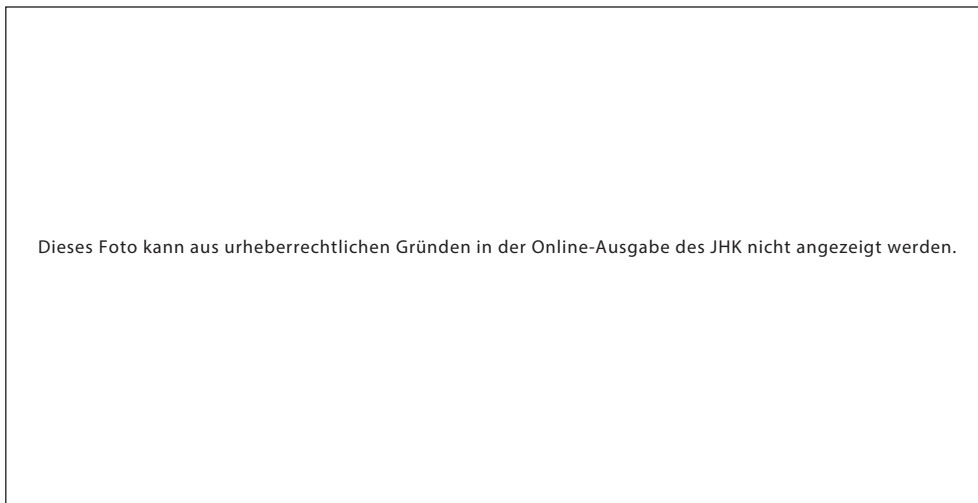 Dieses Foto kann aus urheberrechtlichen Gründen in der Online-Ausgabe des JHK nicht angezeigt werden.